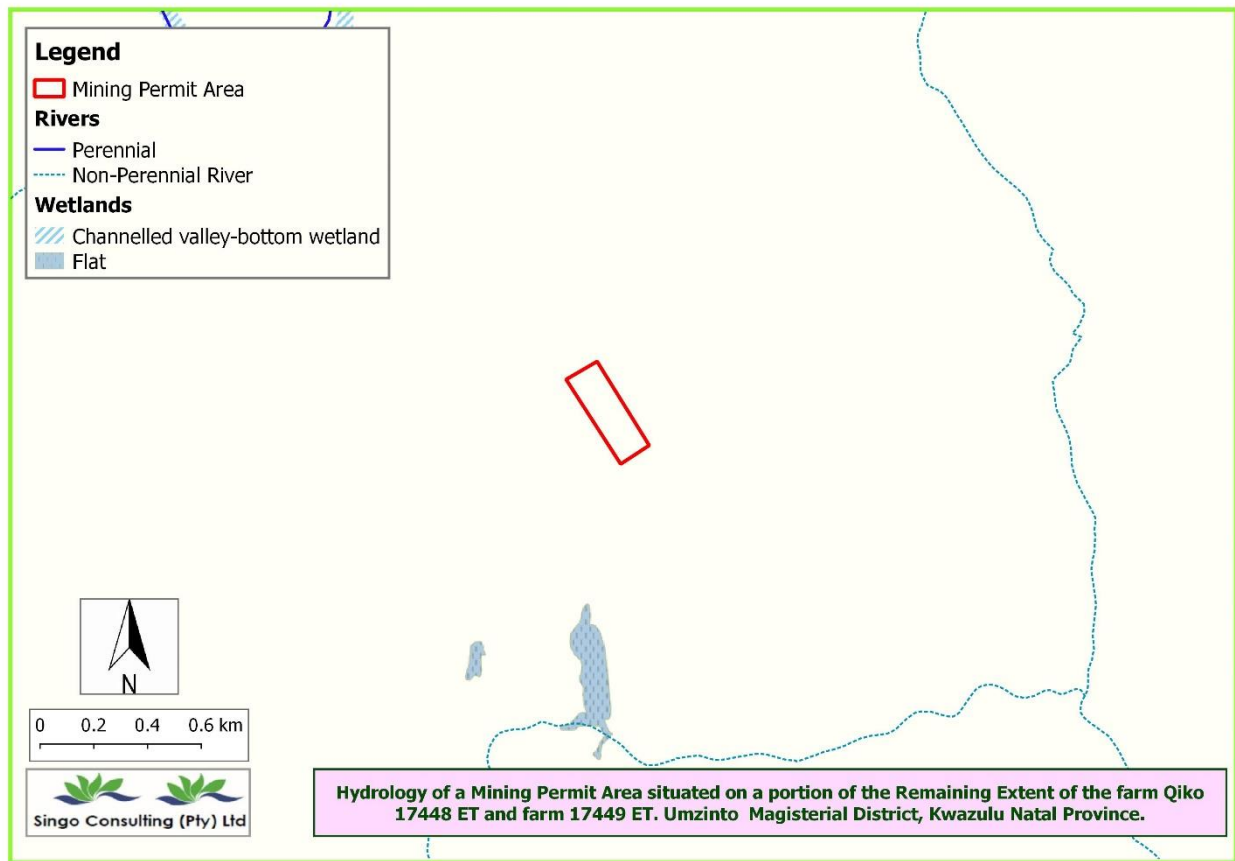 Legend
Mining Permit Area
Rivers
Perennial
Non-Perennial River
Wetlands
Channelled valley-bottom wetland
Flat
N
0 0.2 0.4 0.6 km
Singo Consulting (Pty) Ltd
Hydrology of a Mining Permit Area situated on a portion of the Remaining Extent of the farm Qiko
17448 ET and farm 17449 ET. Umzinto Magisterial District, Kwazulu Natal Province.